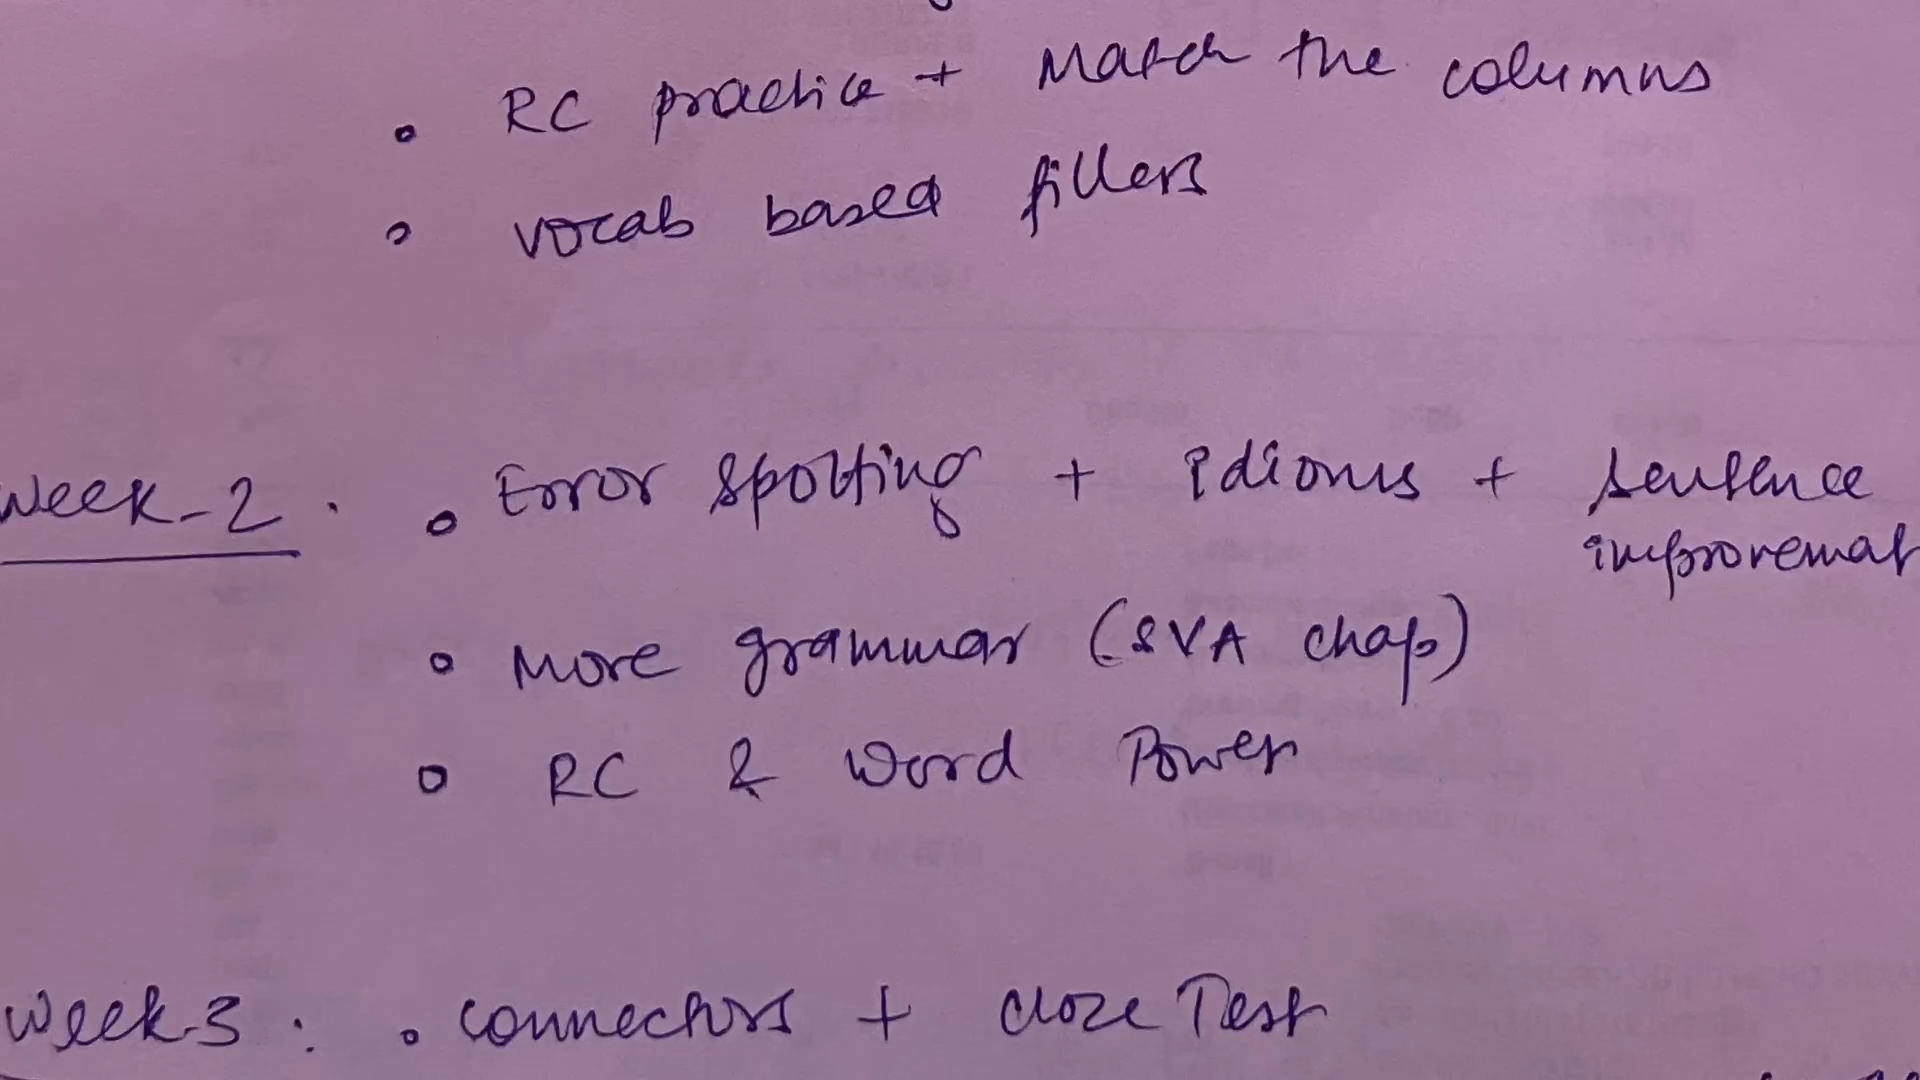 • RC practice + Match the columns
• vocab based fillers
Week-2 . • Error spotting + Idioms + sentence
improvemat
• More grammar (SVA chap)
• RC & Word Power
Week-3 : • connectors + cloze Test